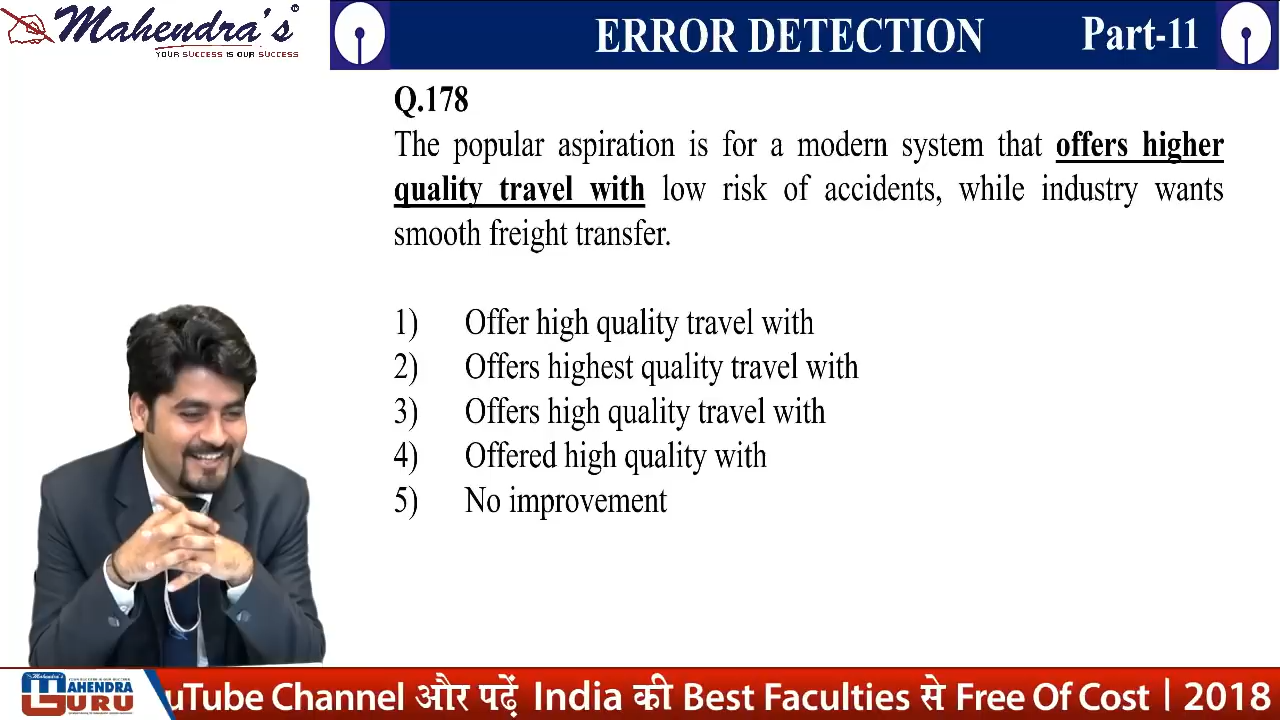 Mahendra's
YOUR SUCCESS IS OUR SUCCESS
ERROR DETECTION
Part-11
Q.178
The popular aspiration is for a modern system that offers higher
quality travel with low risk of accidents, while industry wants
smooth freight transfer.
1) Offer high quality travel with
2) Offers highest quality travel with
3) Offers high quality travel with
4) Offered high quality with
5) No improvement
Mahendra's
MAHENDRA
GURU
uTube Channel और पढ़ें India की Best Faculties से Free Of Cost | 2018